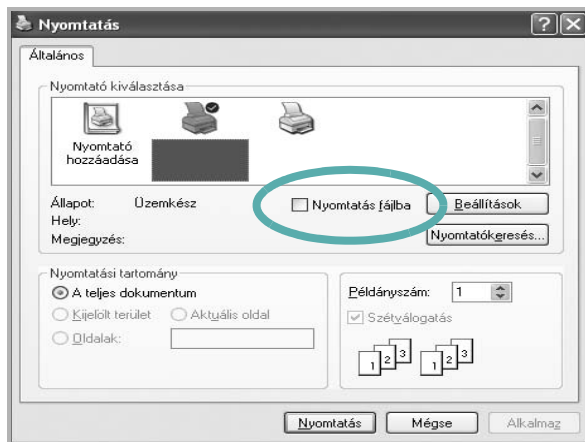 Nyomtatás
Általános
Nyomtató kiválasztása
Nyomtató
hozzáadása
Állapot: Üzemkész
Nyomtatás fájlba
Beállítások
Hely:
Megjegyzés:
Nyomtatókeresés...
Nyomtatási tartomány
A teljes dokumentum
Kijelölt terület
Aktuális oldal
Oldalak:
Példányszám: 1
Szétválogatás
1 2 3 1 2 3
Nyomtatás
Mégse
Alkalmaz